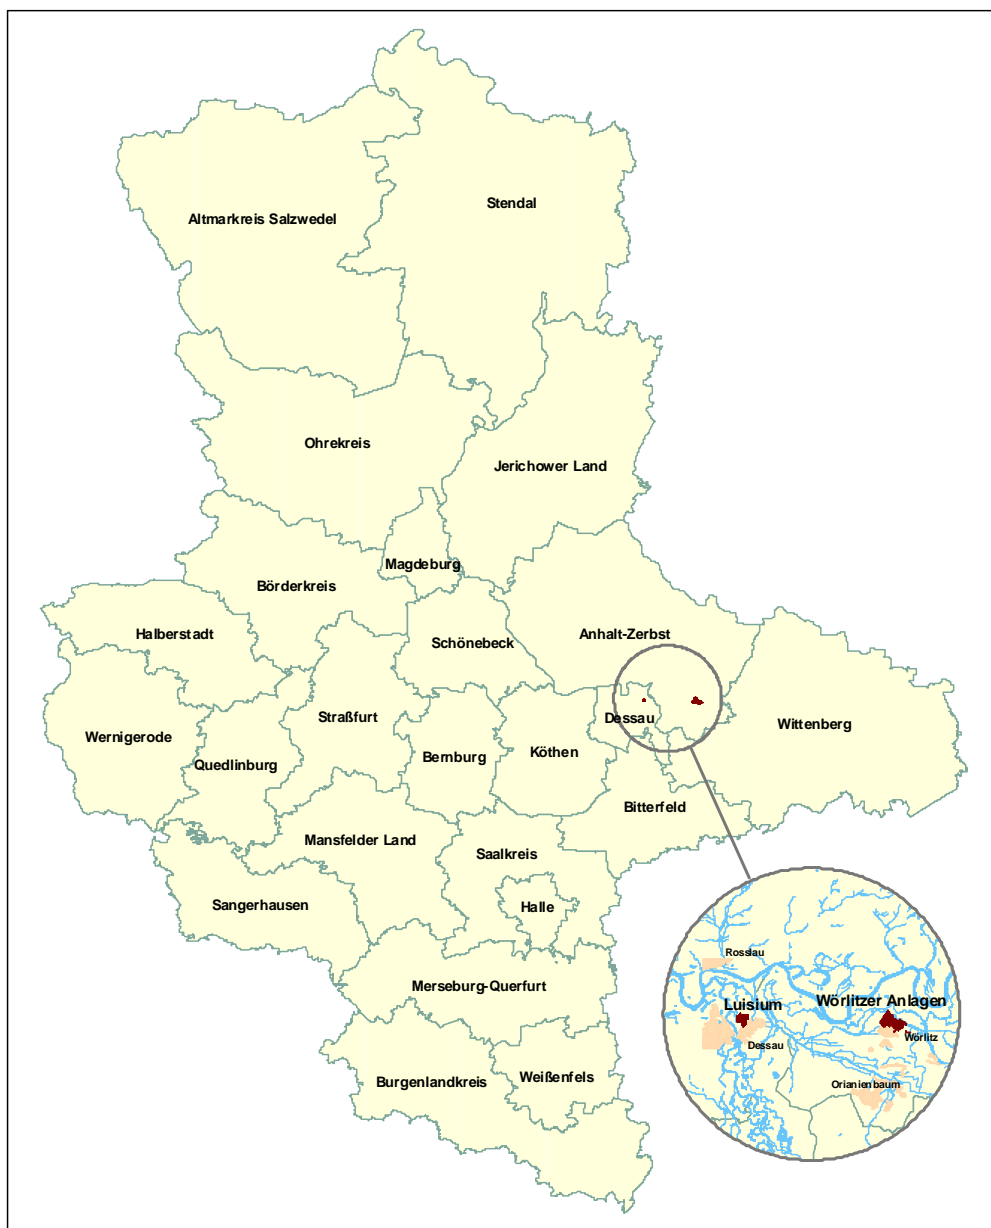 Stendal
Altmarkreis Salzwedel
Ohrekreis
Jerichower Land
Magdeburg
Börderkreis
Halberstadt
Schönebeck
Anhalt-Zerbst
Straßfurt
Dessau
Wittenberg
Wernigerode
Quedlinburg
Bernburg
Köthen
Bitterfeld
Mansfelder Land
Saalkreis
Sangerhausen
Halle
Merseburg-Querfurt
Burgenlandkreis
Weißenfels
Rosslau
Luisium
Wörlitzer Anlagen
Wörlitz
Dessau
Orianienbaum